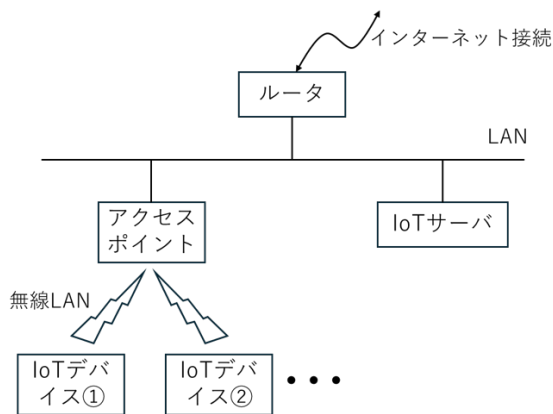 インターネット接続
ルータ
LAN
アクセス
ポイント
IoTサーバ
無線LAN
IoTデバ
イス①
IoTデバ
イス②
•••